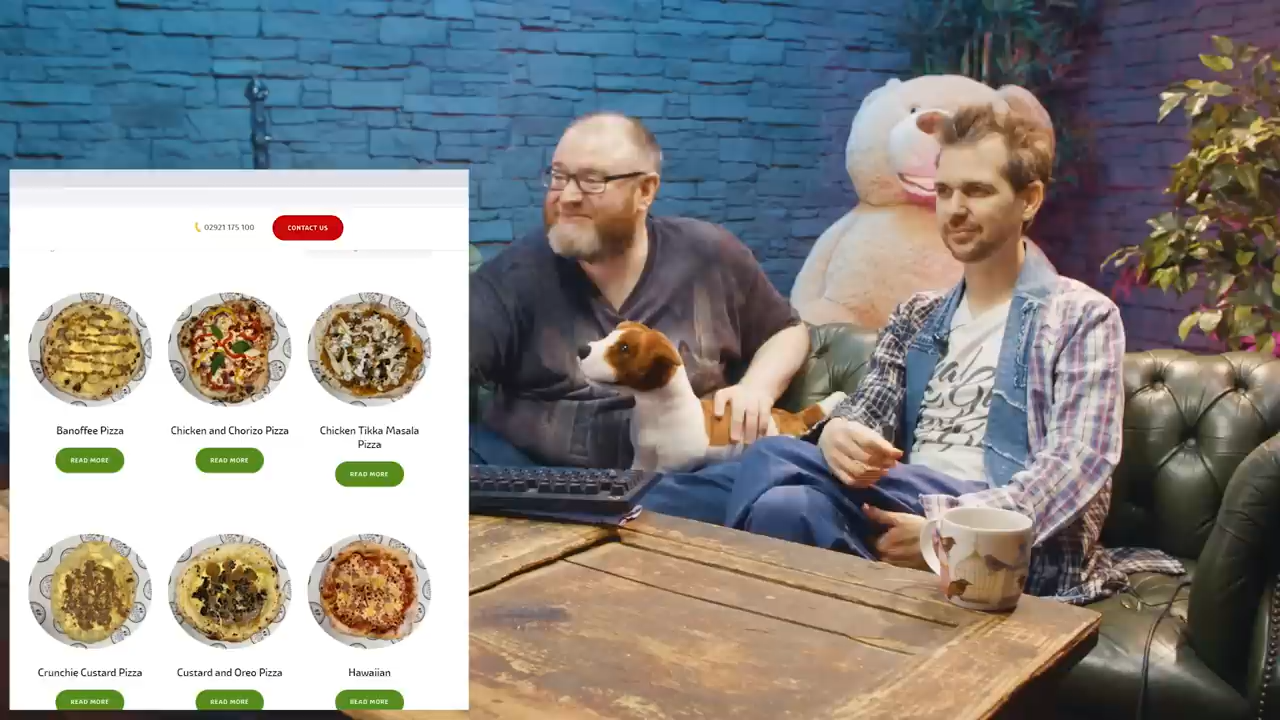 02921 175 100
CONTACT US
Banoffee Pizza
Chicken and Chorizo Pizza
Chicken Tikka Masala
Pizza
READ MORE
READ MORE
READ MORE
Crunchie Custard Pizza
Custard and Oreo Pizza
Hawaiian
READ MORE
READ MORE
READ MORE